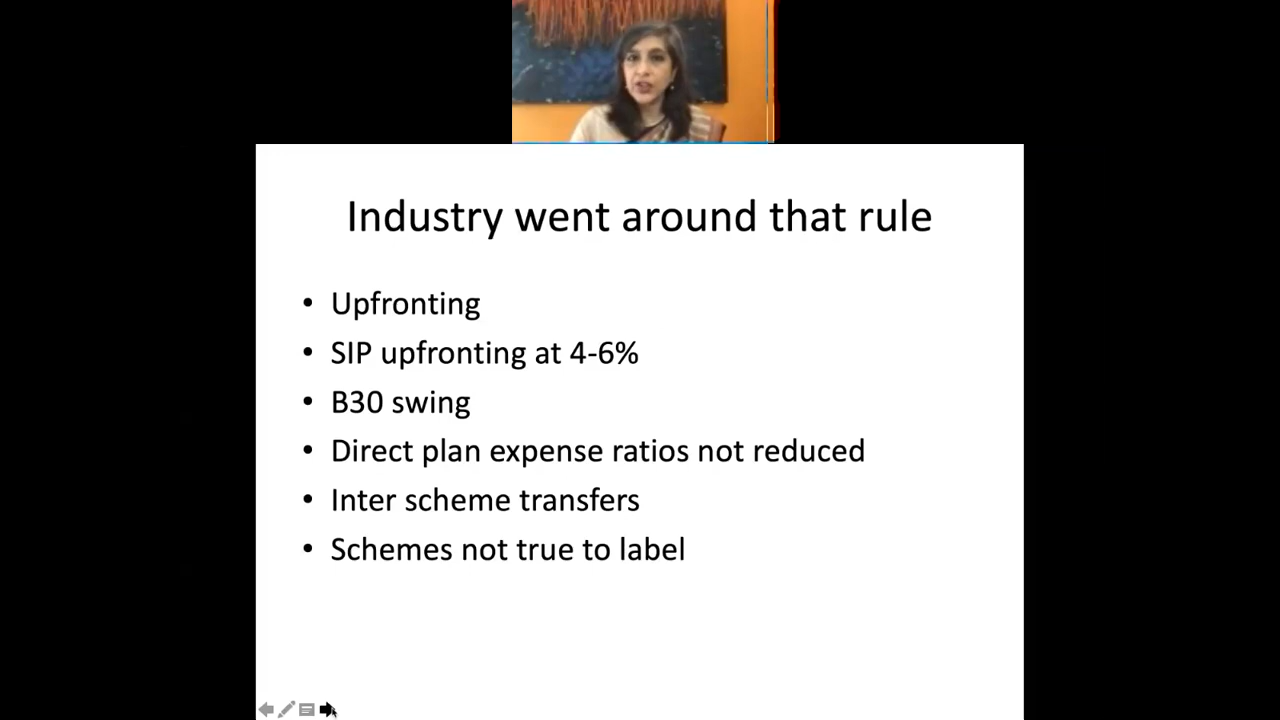 Industry went around that rule
• Upfronting
• SIP upfronting at 4-6%
• B30 swing
• Direct plan expense ratios not reduced
• Inter scheme transfers
• Schemes not true to label